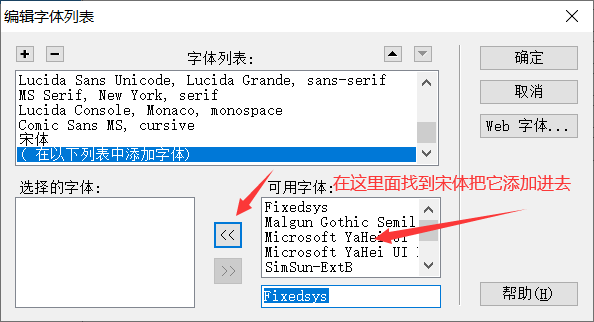 编辑字体列表
字体列表:
确定
Lucida Sans Unicode, Lucida Grande, sans-serif
MS Serif, New York, serif
Lucida Console, Monaco, monospace
Comic Sans MS, cursive
宋体
( 在以下列表中添加字体)
取消
Web 字体...
选择的字体:
可用字体:
在这里面找到宋体把它添加进去
<<
>>
Fixedsys
Malgun Gothic Semil
Microsoft YaHei UI
Microsoft YaHei UI
SimSun-ExtB
Fixedsys
帮助(H)